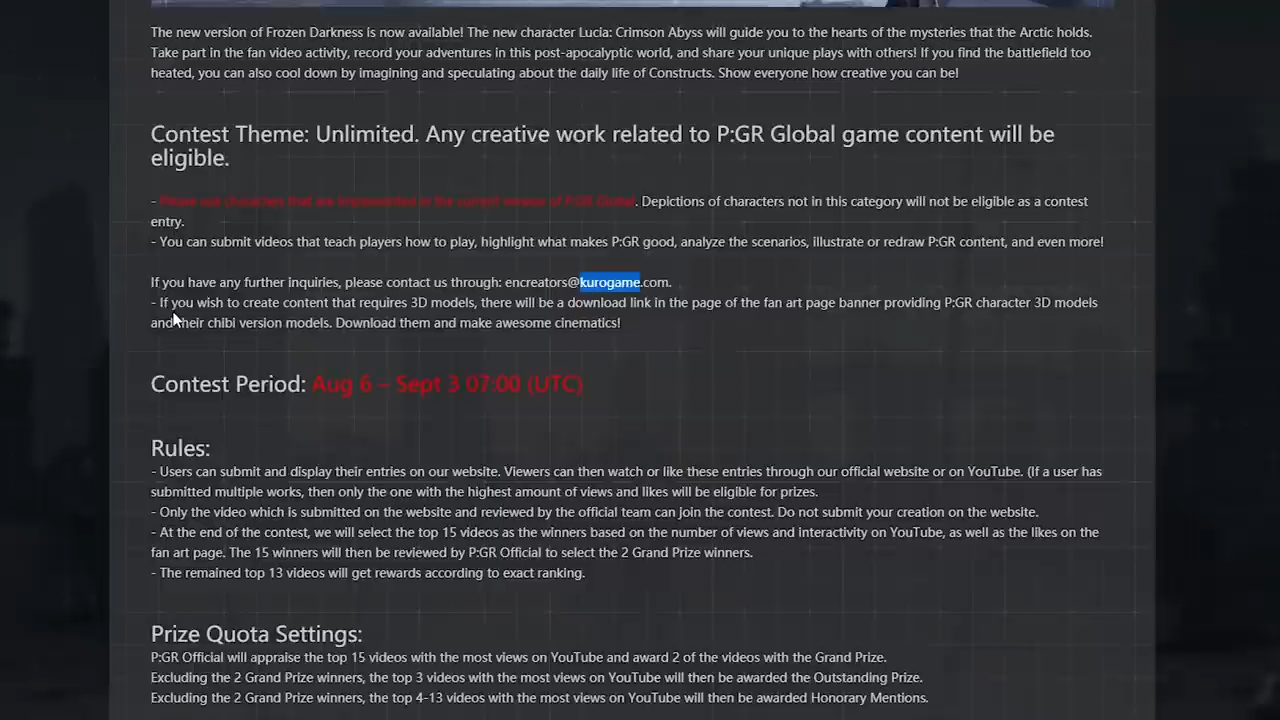 The new version of Frozen Darkness is now available! The new character Lucia: Crimson Abyss will guide you to the hearts of the mysteries that the Arctic holds.
Take part in the fan video activity, record your adventures in this post-apocalyptic world, and share your unique plays with others! If you find the battlefield too
heated, you can also cool down by imagining and speculating about the daily life of Constructs. Show everyone how creative you can be!
Contest Theme: Unlimited. Any creative work related to P:GR Global game content will be
eligible.
- Please use characters that are implemented in the current version of P:GR Global. Depictions of characters not in this category will not be eligible as a contest
entry.
- You can submit videos that teach players how to play, highlight what makes P:GR good, analyze the scenarios, illustrate or redraw P:GR content, and even more!
If you have any further inquiries, please contact us through: encreators@kurogame.com.
- If you wish to create content that requires 3D models, there will be a download link in the page of the fan art page banner providing P:GR character 3D models
and their chibi version models. Download them and make awesome cinematics!
Contest Period: Aug 6 – Sept 3 07:00 (UTC)
Rules:
- Users can submit and display their entries on our website. Viewers can then watch or like these entries through our official website or on YouTube. (If a user has
submitted multiple works, then only the one with the highest amount of views and likes will be eligible for prizes.
- Only the video which is submitted on the website and reviewed by the official team can join the contest. Do not submit your creation on the website.
- At the end of the contest, we will select the top 15 videos as the winners based on the number of views and interactivity on YouTube, as well as the likes on the
fan art page. The 15 winners will then be reviewed by P:GR Official to select the 2 Grand Prize winners.
- The remained top 13 videos will get rewards according to exact ranking.
Prize Quota Settings:
P:GR Official will appraise the top 15 videos with the most views on YouTube and award 2 of the videos with the Grand Prize.
Excluding the 2 Grand Prize winners, the top 3 videos with the most views on YouTube will then be awarded the Outstanding Prize.
Excluding the 2 Grand Prize winners, the top 4-13 videos with the most views on YouTube will then be awarded Honorary Mentions.